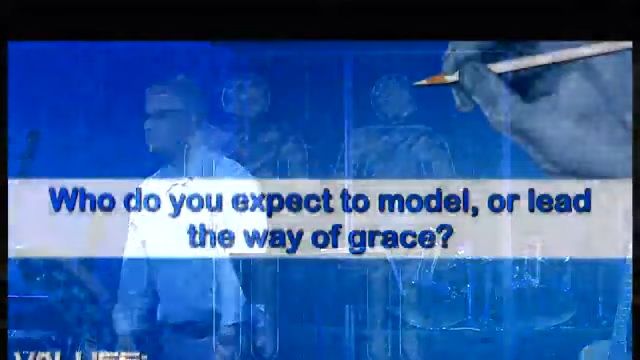 Who do you expect to model, or lead
the way of grace?